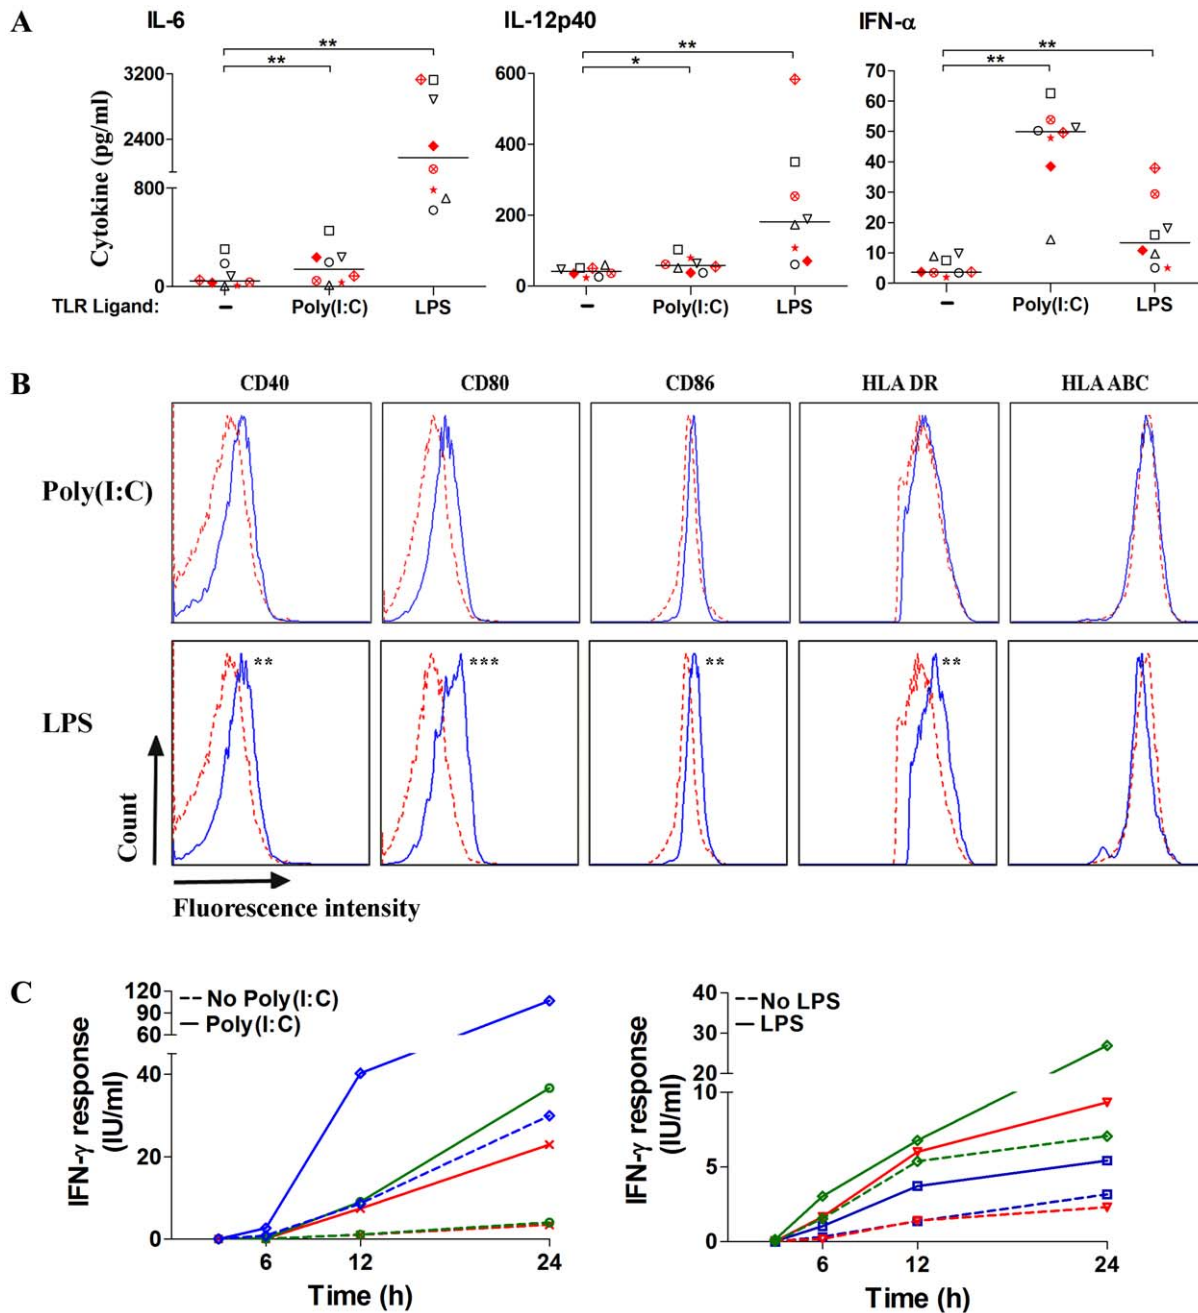 A
IL-6
IL-12p40
IFN-α
Cytokine (pg/ml)
** **
3200
2400
800
0
* **
600
400
200
0
** **
70
60
50
40
30
20
10
0
TLR Ligand: – Poly(I:C) LPS
– Poly(I:C) LPS
– Poly(I:C) LPS
B
CD40 CD80 CD86 HLA DR HLA ABC
Poly(I:C)
LPS
** *** ** **
Count
Fluorescence intensity
C
IFN-γ response
(IU/ml)
120
90
60
40
20
0
No Poly(I:C)
Poly(I:C)
6 12 24
Time (h)
IFN-γ response
(IU/ml)
40
30
20
10
5
0
No LPS
LPS
6 12 24
Time (h)